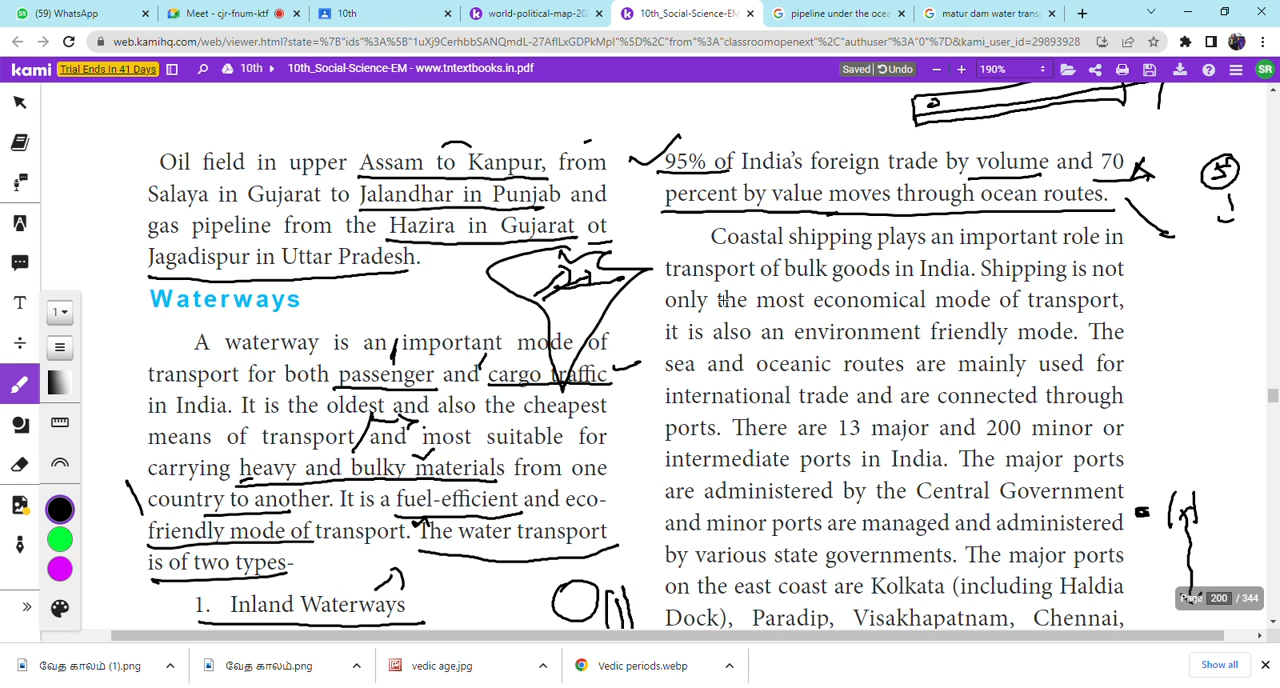 (59) WhatsApp
Meet - cjr-fnum-ktf
10th
world-political-map-202
10th_Social-Science-EM
pipeline under the ocea
matur dam water trans
web.kamihq.com/web/viewer.html?state=%7B"ids"%3A%5B"1uXj9CerhbbSANQmdL-27AfILxGDPkMpI"%5D%2C"from"%3A"classroomopenext"%2C"authuser"%3A"0"%7D&kami_user_id=29893928
kami
Trial Ends In 41 Days
10th
10th_Social-Science-EM - www.tntextbooks.in.pdf
Saved
Undo
190%
SR
Oil field in upper Assam to Kanpur, from
Salaya in Gujarat to Jalandhar in Punjab and
gas pipeline from the Hazira in Gujarat ot
Jagadispur in Uttar Pradesh.
Waterways
A waterway is an important mode of
transport for both passenger and cargo traffic
in India. It is the oldest and also the cheapest
means of transport and most suitable for
carrying heavy and bulky materials from one
country to another. It is a fuel-efficient and eco-
friendly mode of transport. The water transport
is of two types-
1. Inland Waterways
95% of India's foreign trade by volume and 70
percent by value moves through ocean routes.
Coastal shipping plays an important role in
transport of bulk goods in India. Shipping is not
only the most economical mode of transport,
it is also an environment friendly mode. The
sea and oceanic routes are mainly used for
international trade and are connected through
ports. There are 13 major and 200 minor or
intermediate ports in India. The major ports
are administered by the Central Government
and minor ports are managed and administered
by various state governments. The major ports
on the east coast are Kolkata (including Haldia
Dock), Paradip, Visakhapatnam, Chennai,
1
T
Page 200 / 344
வேத காலம் (1).png
வேத காலம்.png
vedic age.jpg
Vedic periods.webp
Show all